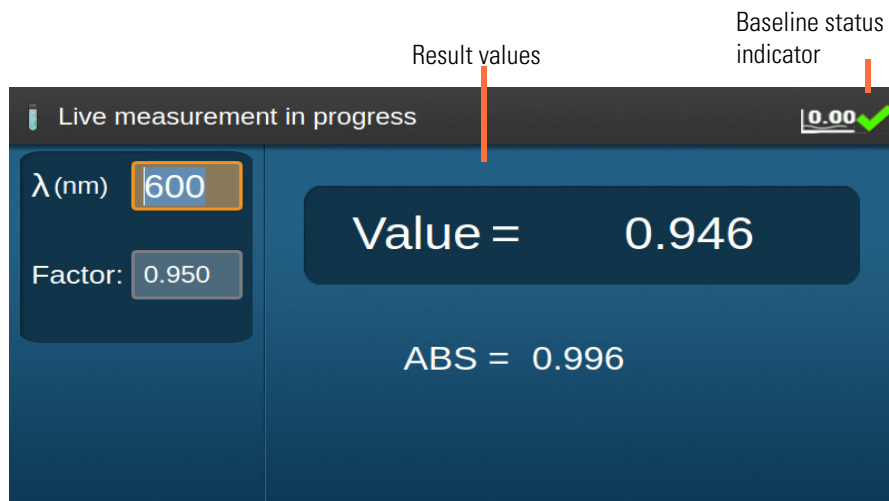 Baseline status
indicator
Result values
Live measurement in progress
0.00
λ (nm) 600
Factor: 0.950
Value = 0.946
ABS = 0.996